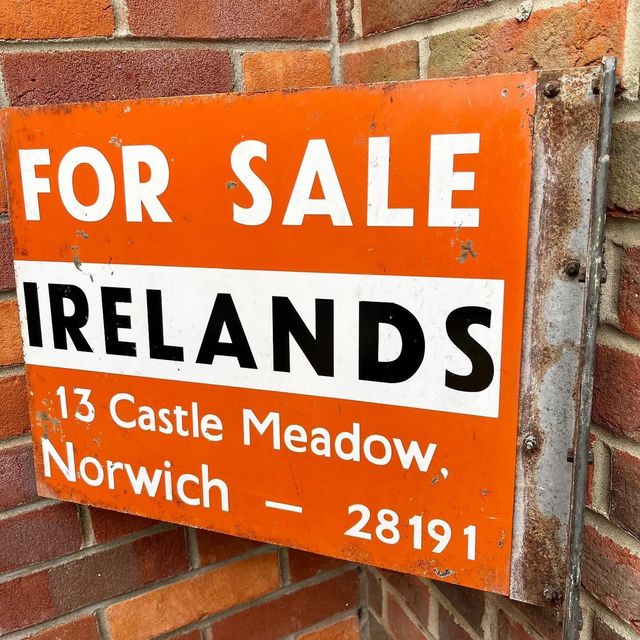 FOR SALE
IRELANDS
13 Castle Meadow,
Norwich — 28191